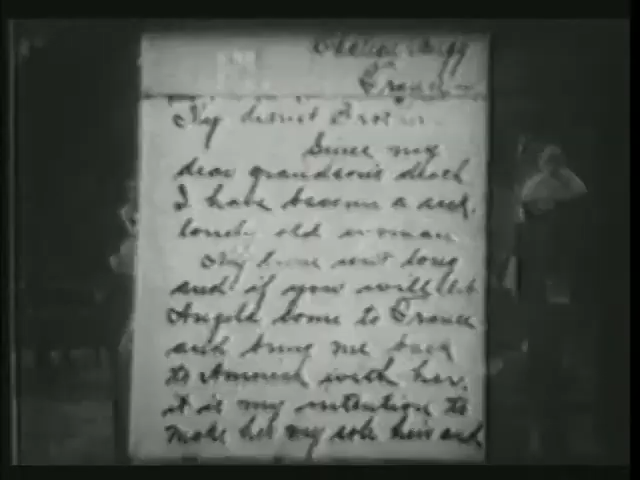 France
My dearest
Since my
dear grandson's death
I have become a sick,
lonely old woman
My time isn't long
and if you will let
Angela come to France
and bring me back
to America with her,
it is my intention to
make her my sole heir and